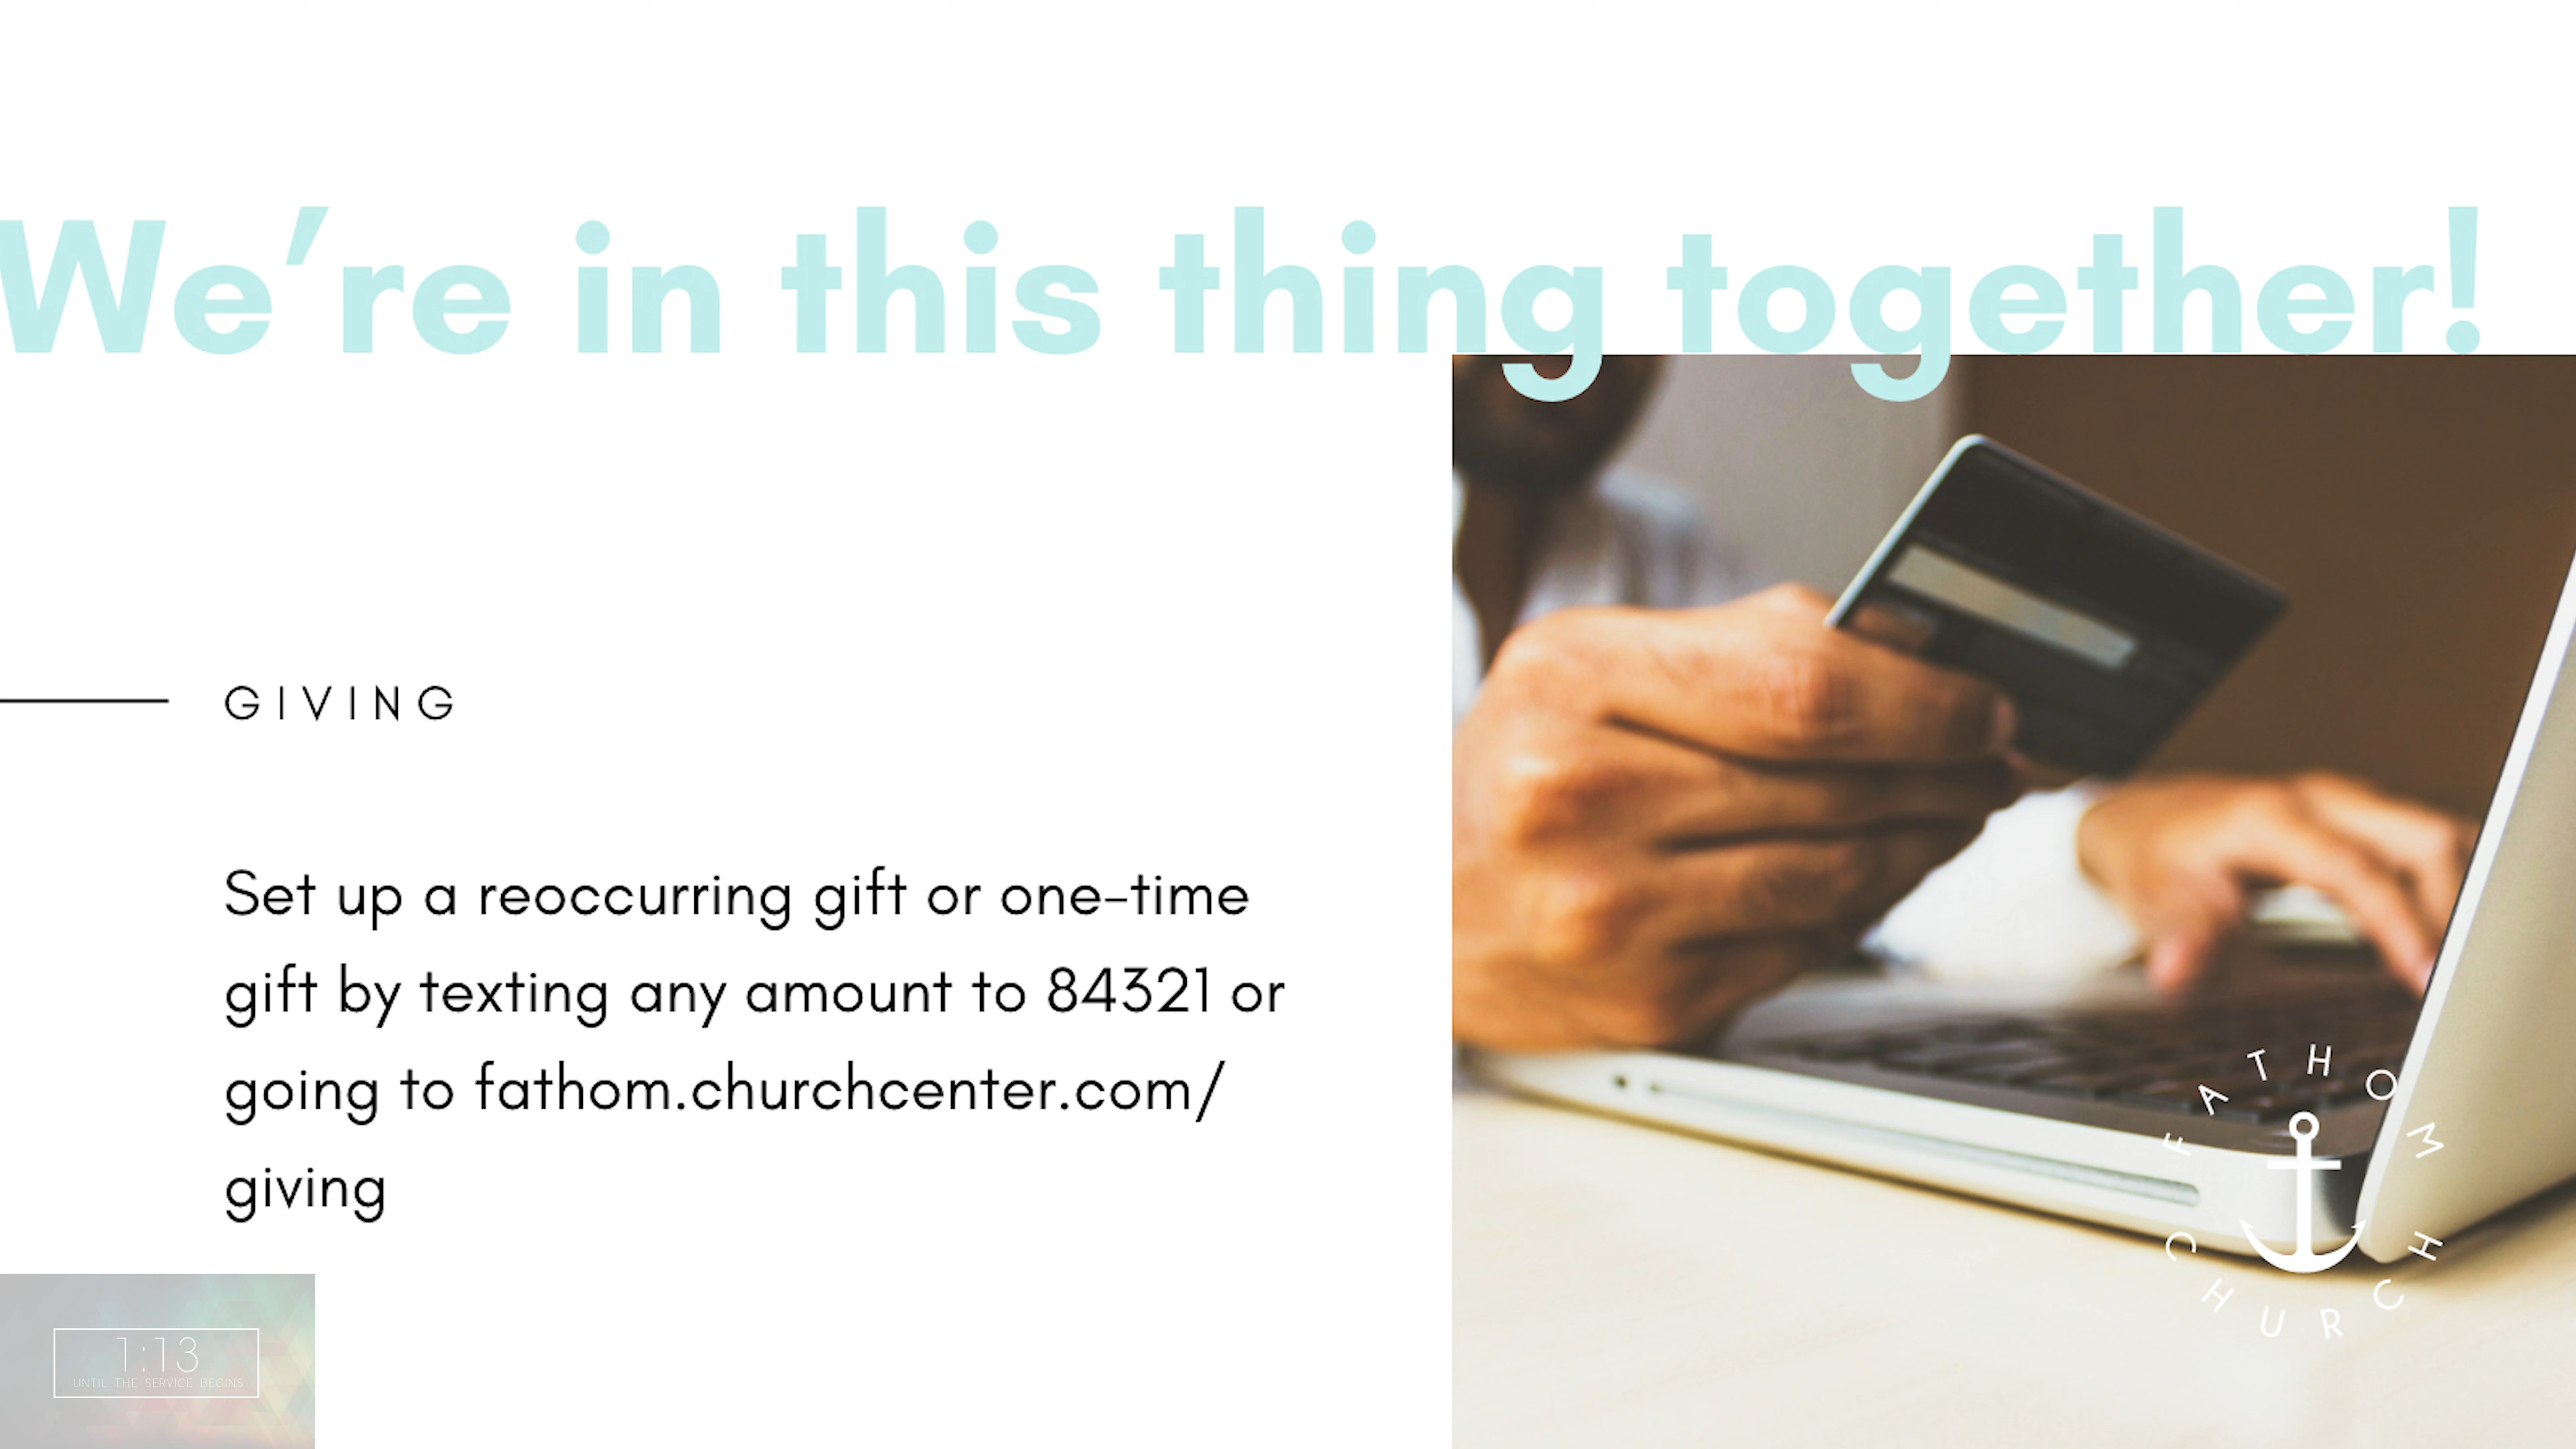 We're in this thing together!
GIVING
Set up a reoccurring gift or one-time
gift by texting any amount to 84321 or
going to fathom.churchcenter.com/
giving
FATHOM
CHURCH
1:13
UNTIL THE SERVICE BEGINS